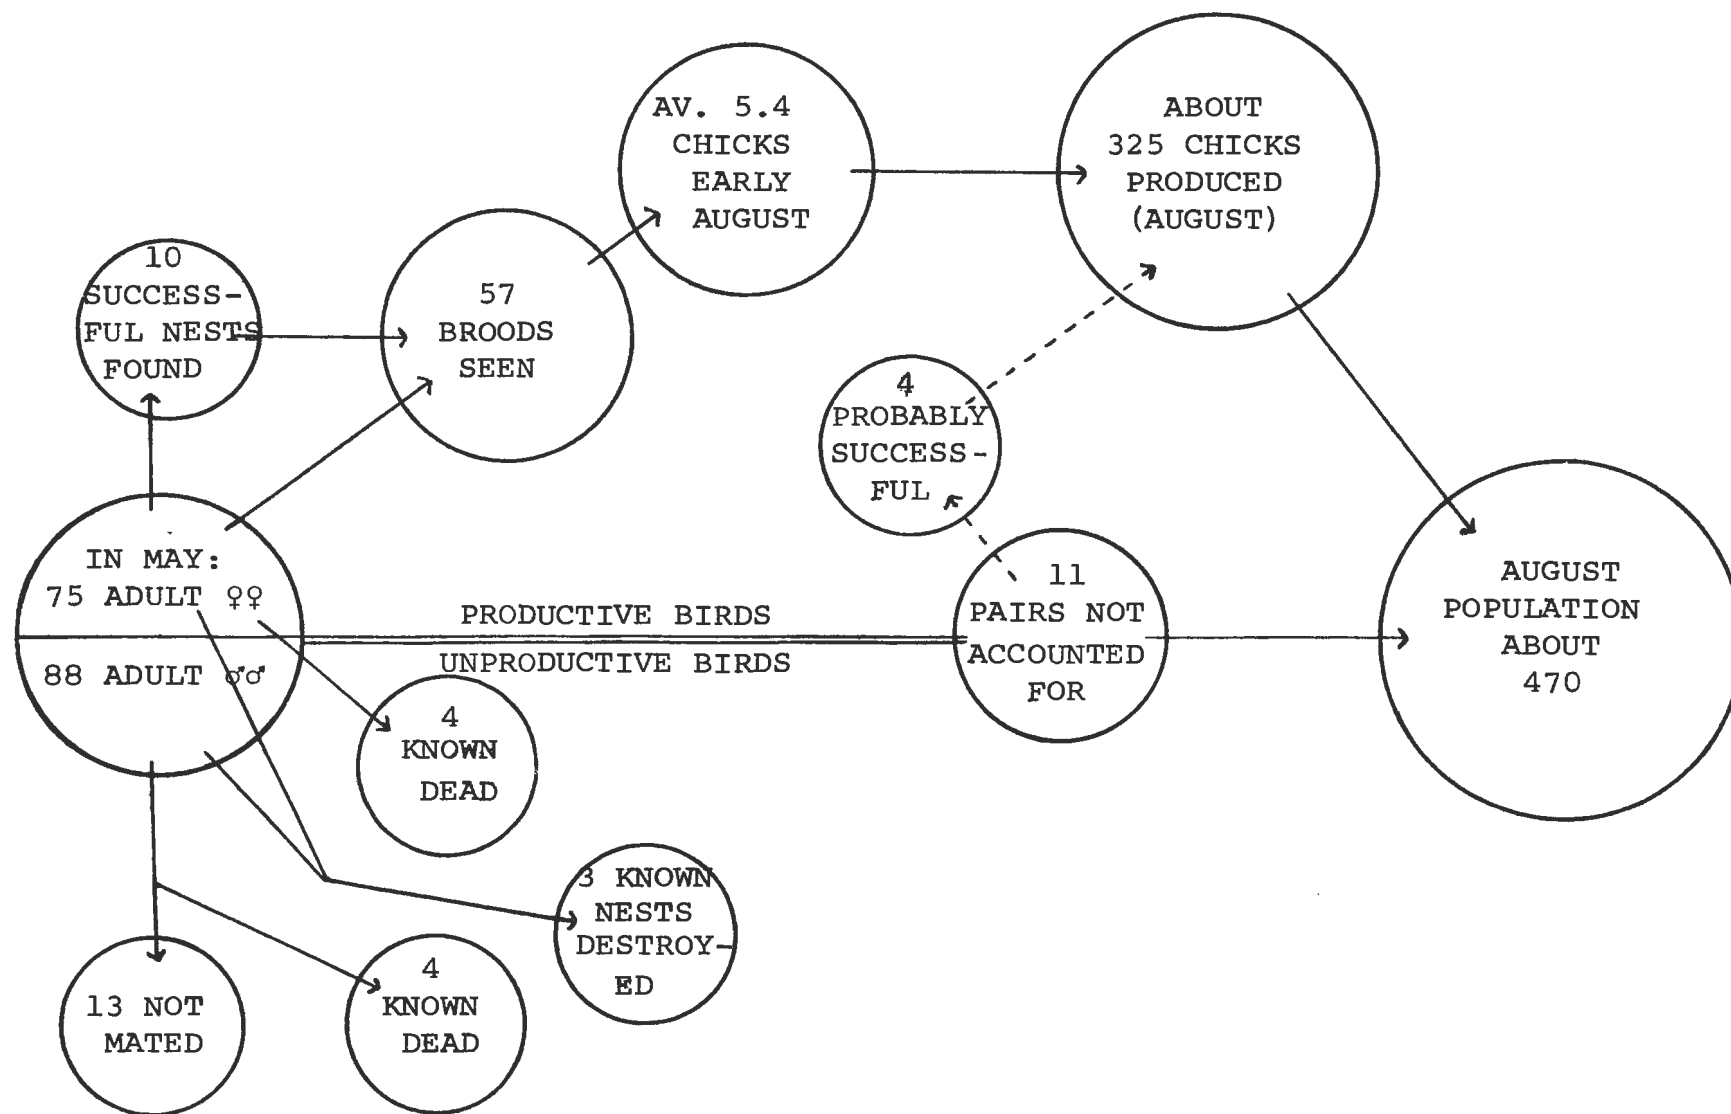 AV. 5.4
CHICKS
EARLY
AUGUST
ABOUT
325 CHICKS
PRODUCED
(AUGUST)
10
SUCCESS-
FUL NESTS
FOUND
57
BROODS
SEEN
4
PROBABLY
SUCCESS-
FUL
IN MAY:
75 ADULT ♀♀
88 ADULT ♂♂
PRODUCTIVE BIRDS
UNPRODUCTIVE BIRDS
11
PAIRS NOT
ACCOUNTED
FOR
AUGUST
POPULATION
ABOUT
470
4
KNOWN
DEAD
3 KNOWN
NESTS
DESTROY-
ED
13 NOT
MATED
4
KNOWN
DEAD